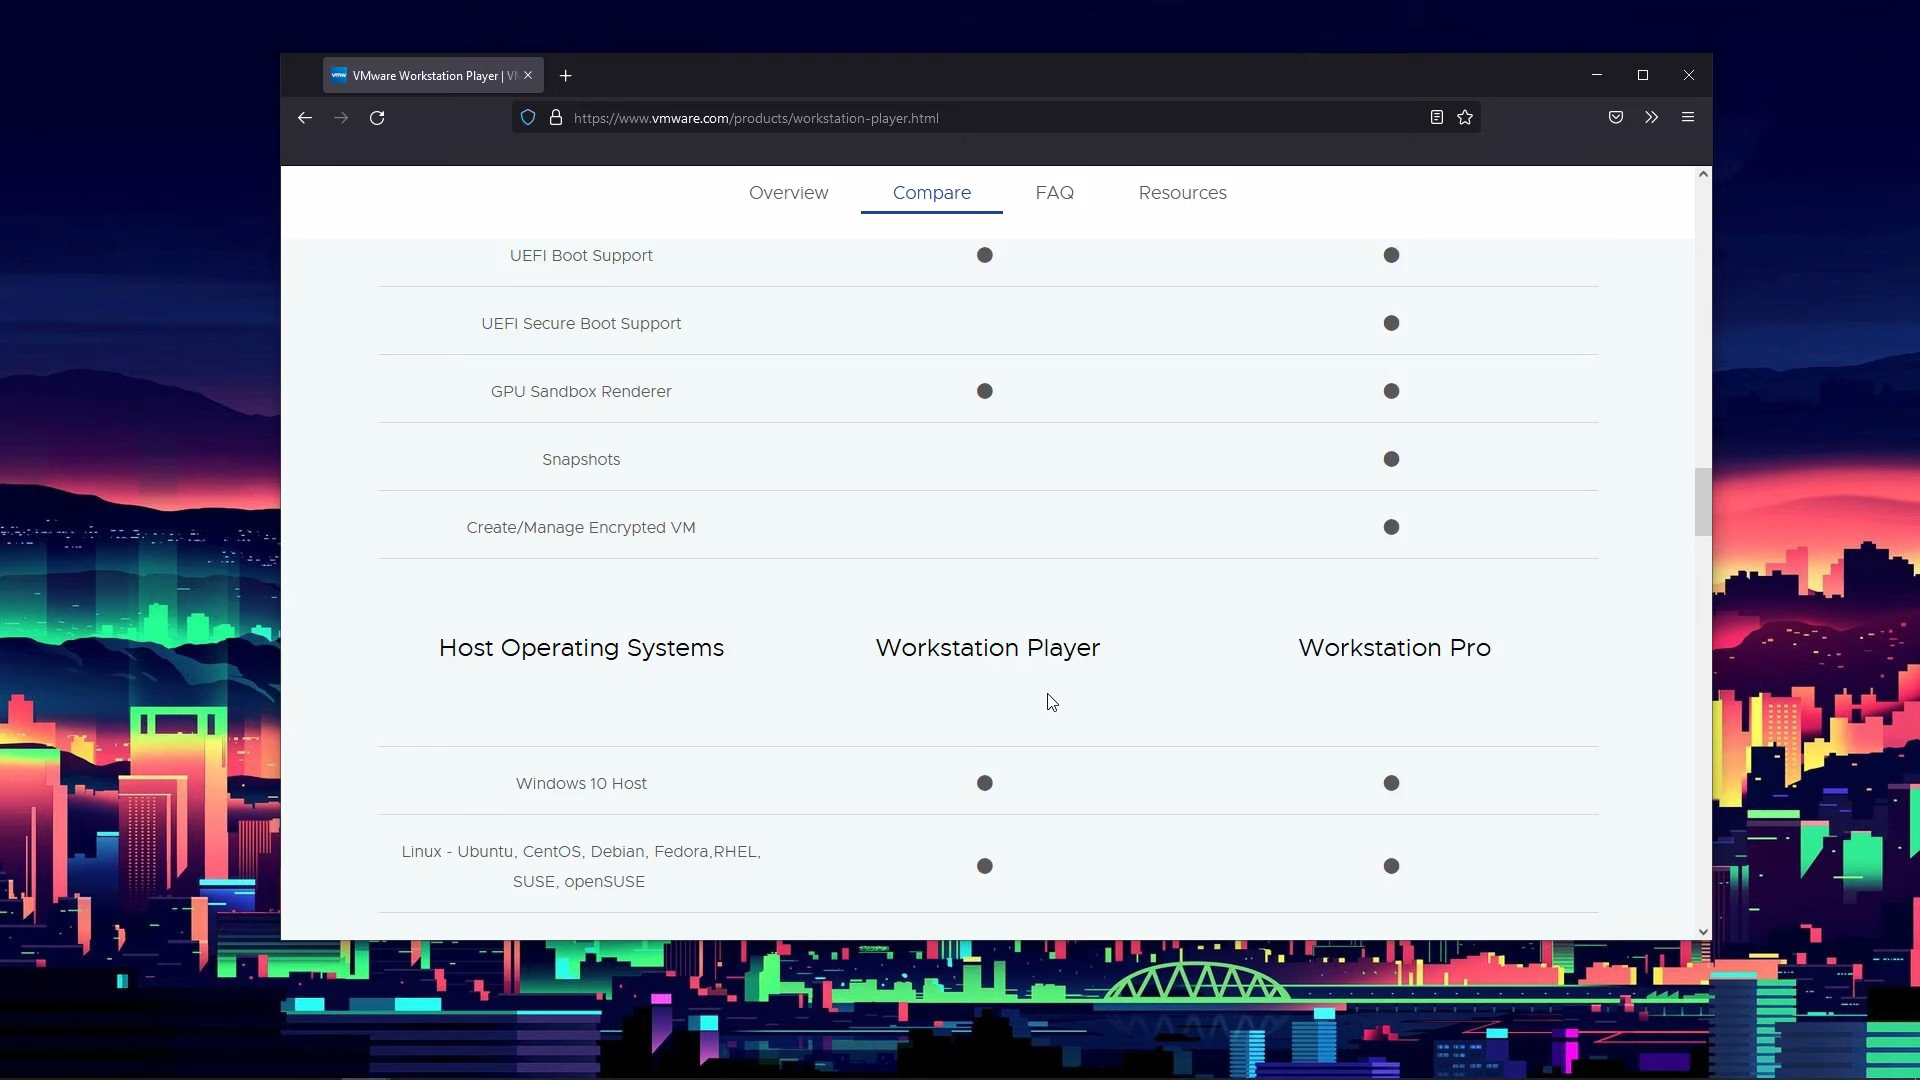 vmw VMware Workstation Player | VM
https://www.vmware.com/products/workstation-player.html
Overview Compare FAQ Resources
UEFI Boot Support
UEFI Secure Boot Support
GPU Sandbox Renderer
Snapshots
Create/Manage Encrypted VM
Host Operating Systems Workstation Player Workstation Pro
Windows 10 Host
Linux - Ubuntu, CentOS, Debian, Fedora,RHEL,
SUSE, openSUSE